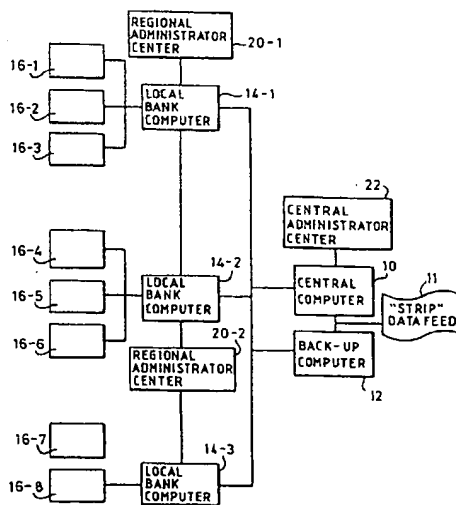 REGIONAL
ADMINISTRATOR
CENTER
20-1
16-1
LOCAL
BANK
COMPUTER
14-1
16-2
16-3
22
CENTRAL
ADMINISTRATOR
CENTER
16-4
14-2
10
11
LOCAL
BANK
COMPUTER
CENTRAL
COMPUTER
"STRIP"
DATA FEED
16-5
20-2
16-6
REGIONAL
ADMINISTRATOR
CENTER
BACK-UP
COMPUTER
12
16-7
14-3
LOCAL
BANK
COMPUTER
16-8